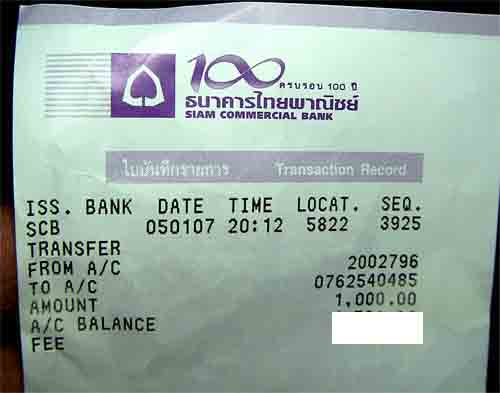 100
ครบรอบ 100 ปี
ธนาคารไทยพาณิชย์
SIAM COMMERCIAL BANK
ใบบันทึกรายการ Transaction Record
ISS. BANK DATE TIME LOCAT. SEQ.
SCB 050107 20:12 5822 3925
TRANSFER
FROM A/C 2002796
TO A/C 0762540485
AMOUNT 1,000.00
A/C BALANCE
FEE